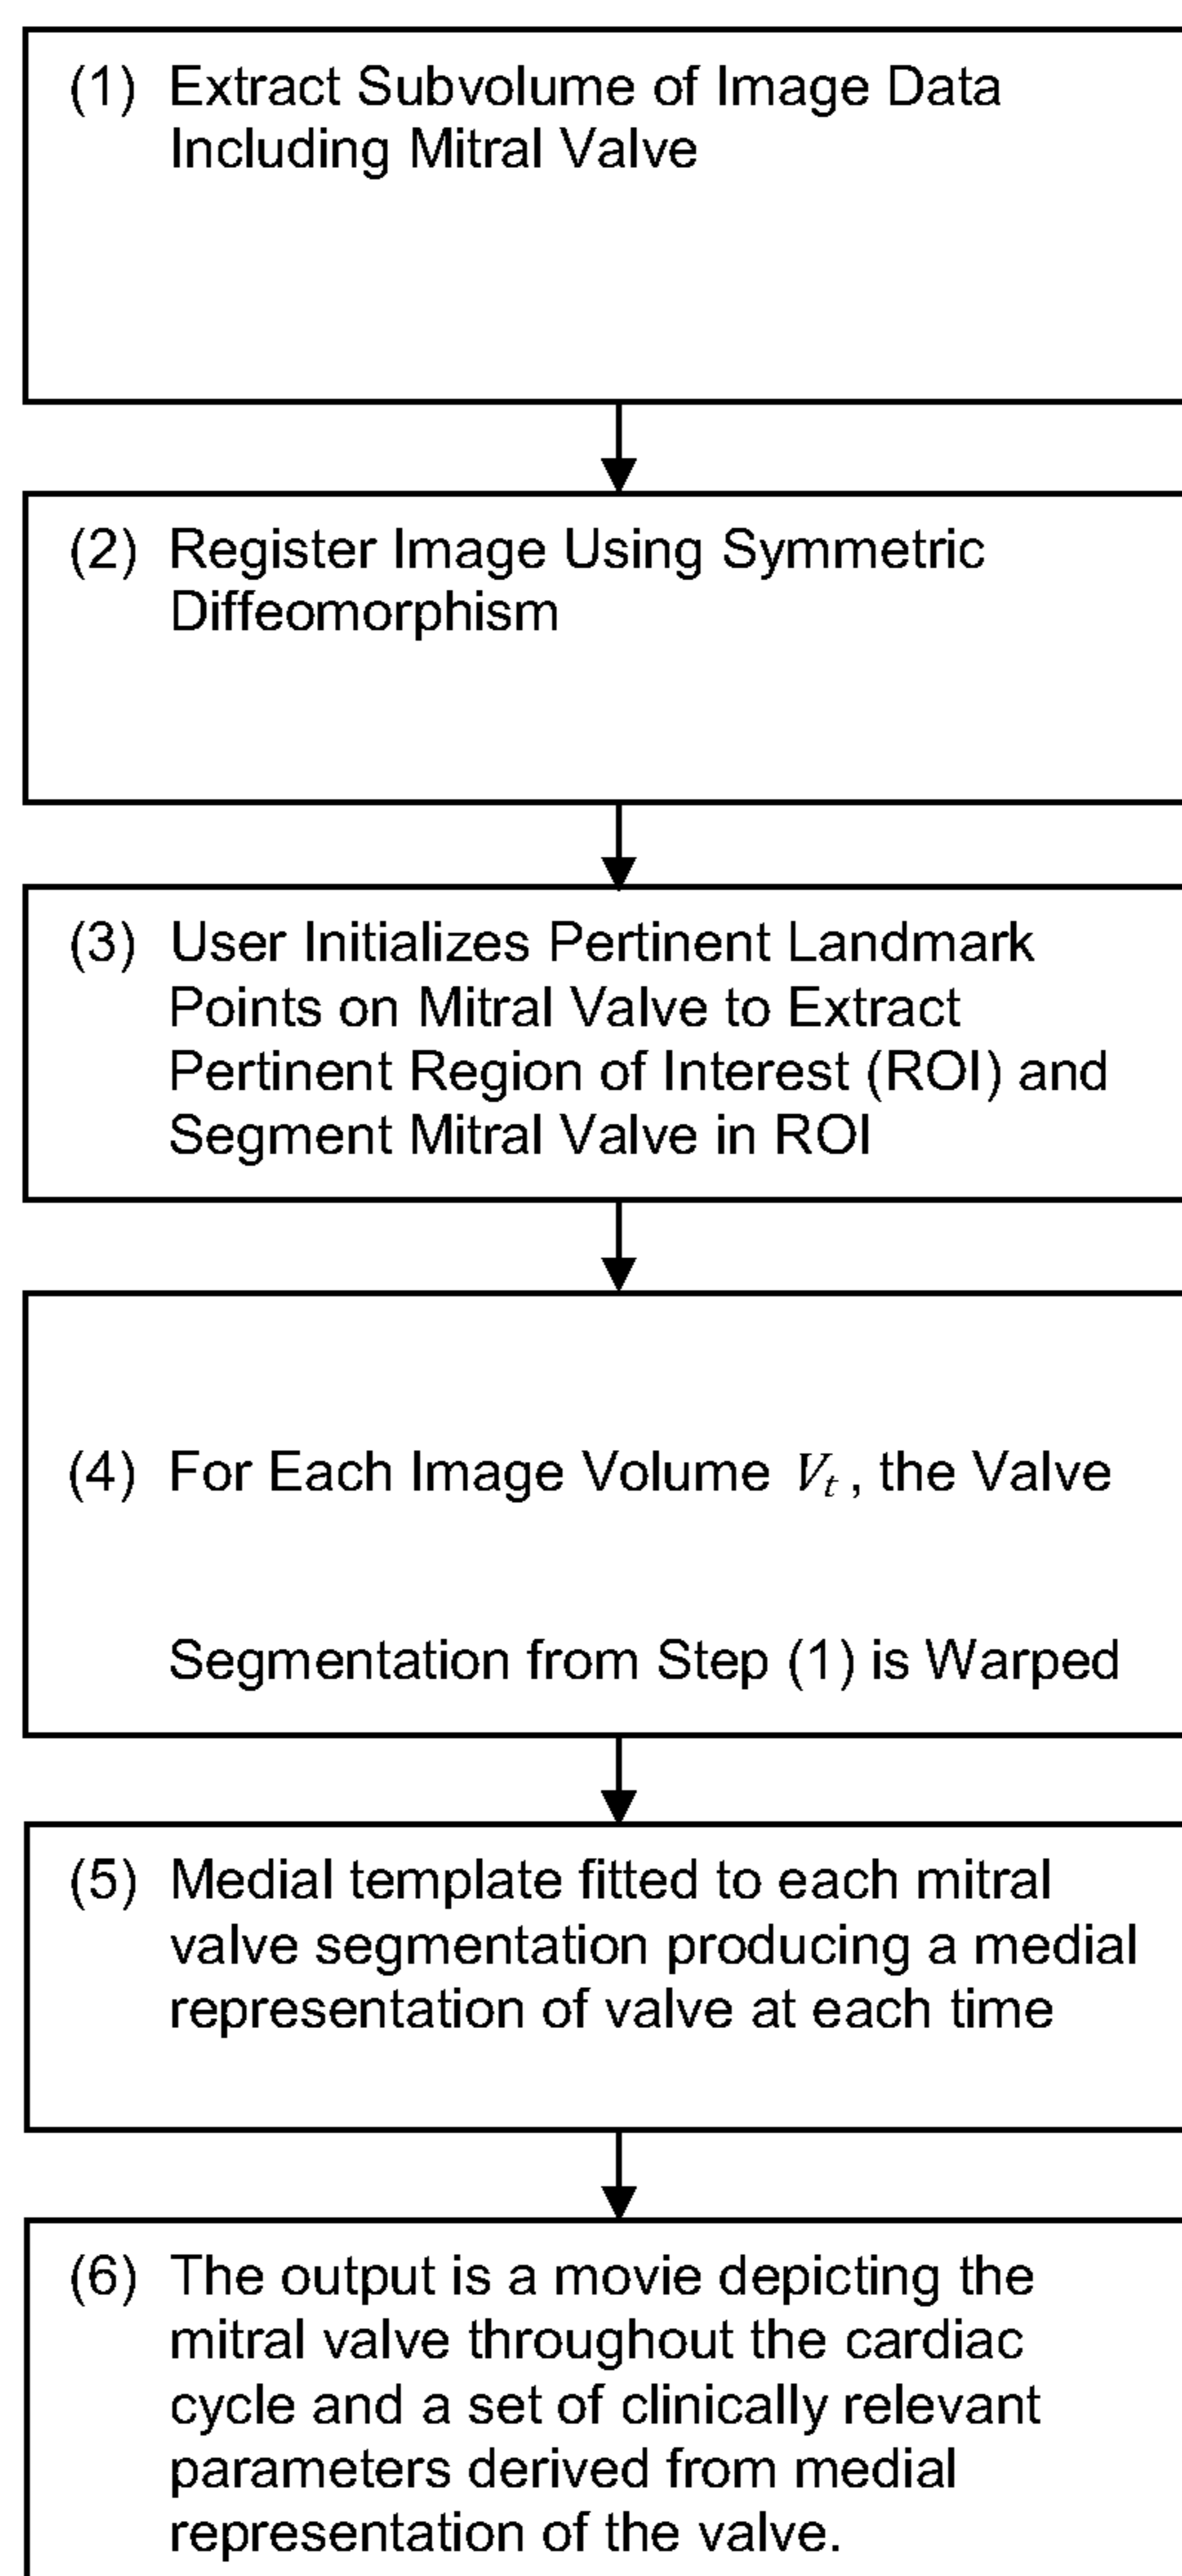 (1) Extract Subvolume of Image Data
Including Mitral Valve
(2) Register Image Using Symmetric
Diffeomorphism
(3) User Initializes Pertinent Landmark
Points on Mitral Valve to Extract
Pertinent Region of Interest (ROI) and
Segment Mitral Valve in ROI
(4) For Each Image Volume Vt, the Valve
Segmentation from Step (1) is Warped
(5) Medial template fitted to each mitral
valve segmentation producing a medial
representation of valve at each time
(6) The output is a movie depicting the
mitral valve throughout the cardiac
cycle and a set of clinically relevant
parameters derived from medial
representation of the valve.